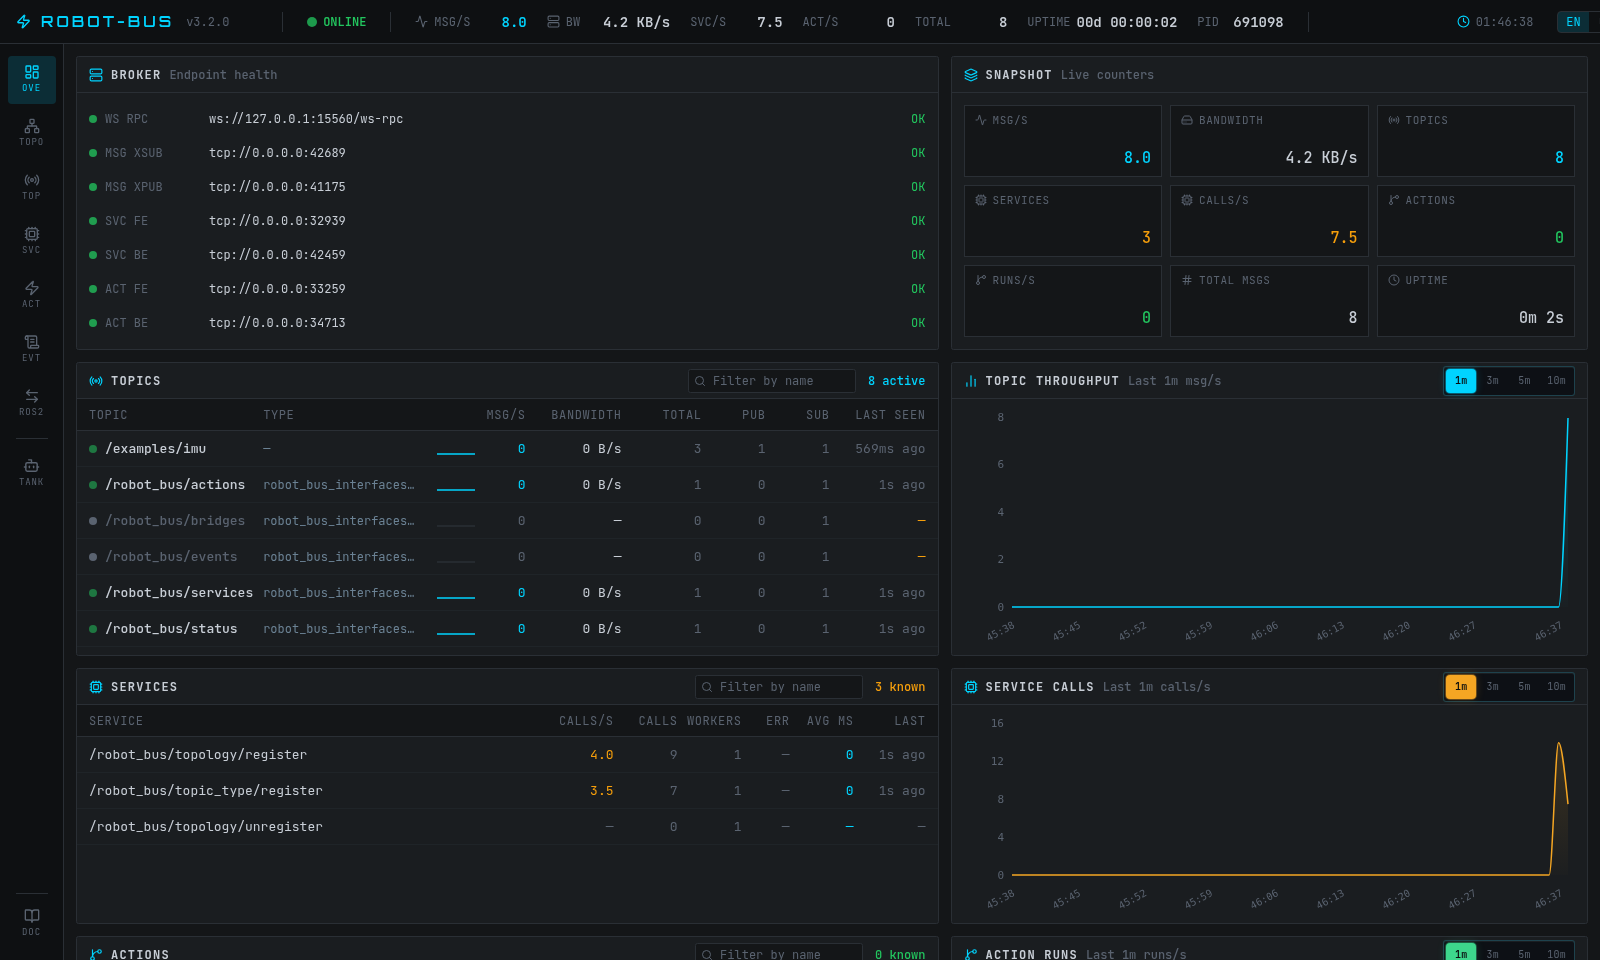 ROBOT-BUS v3.2.0 ONLINE MSG/S 8.0 BW 4.2 KB/s SVC/S 7.5 ACT/S 0 TOTAL 8 UPTIME 00d 00:00:02 PID 691098 01:46:38 EN
OVE
TOPO
TOP
SVC
ACT
EVT
ROS2
TANK
DOC
BROKER Endpoint health
WS RPC ws://127.0.0.1:15560/ws-rpc OK
MSG XSUB tcp://0.0.0.0:42689 OK
MSG XPUB tcp://0.0.0.0:41175 OK
SVC FE tcp://0.0.0.0:32939 OK
SVC BE tcp://0.0.0.0:42459 OK
ACT FE tcp://0.0.0.0:33259 OK
ACT BE tcp://0.0.0.0:34713 OK
SNAPSHOT Live counters
MSG/S BANDWIDTH TOPICS
8.0 4.2 KB/s 8
SERVICES CALLS/S ACTIONS
3 7.5 0
RUNS/S TOTAL MSGS UPTIME
0 8 0m 2s
TOPICS Filter by name 8 active
TOPIC TYPE MSG/S BANDWIDTH TOTAL PUB SUB LAST SEEN
/examples/imu — 0 0 B/s 3 1 1 569ms ago
/robot_bus/actions robot_bus_interfaces… 0 0 B/s 1 0 1 1s ago
/robot_bus/bridges robot_bus_interfaces… 0 — 0 0 1 —
/robot_bus/events robot_bus_interfaces… 0 — 0 0 1 —
/robot_bus/services robot_bus_interfaces… 0 0 B/s 1 0 1 1s ago
/robot_bus/status robot_bus_interfaces… 0 0 B/s 1 0 1 1s ago
TOPIC THROUGHPUT Last 1m msg/s 1m 3m 5m 10m
8
6
4
2
0
45:38 45:45 45:52 45:59 46:06 46:13 46:20 46:27 46:37
SERVICES Filter by name 3 known
SERVICE CALLS/S CALLS WORKERS ERR AVG MS LAST
/robot_bus/topology/register 4.0 9 1 — 0 1s ago
/robot_bus/topic_type/register 3.5 7 1 — 0 1s ago
/robot_bus/topology/unregister — 0 1 — — —
SERVICE CALLS Last 1m calls/s 1m 3m 5m 10m
16
12
8
4
0
45:38 45:45 45:52 45:59 46:06 46:13 46:20 46:27 46:37
ACTIONS Filter by name 0 known
ACTION RUNS Last 1m runs/s 1m 3m 5m 10m